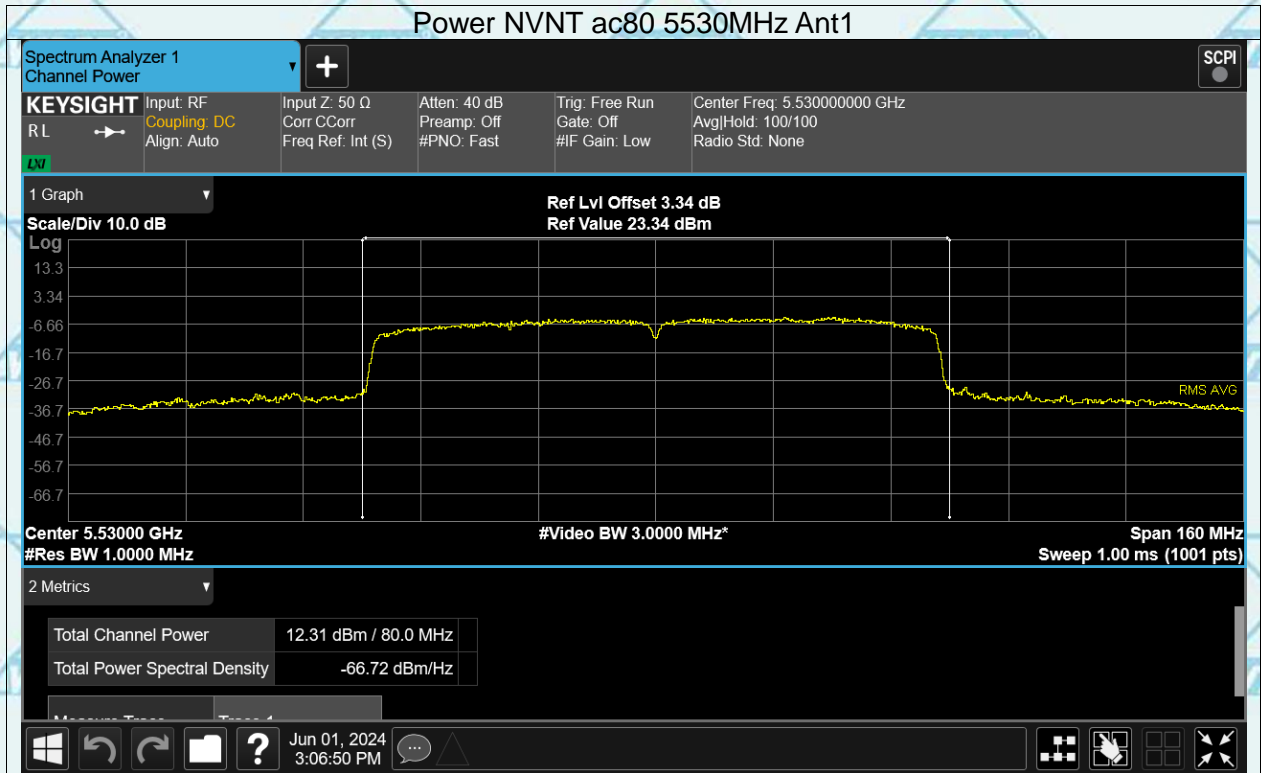 Power NVNT ac80 5530MHz Ant1
Spectrum Analyzer 1
Channel Power
SCPI
KEYSIGHT
R L
LXI
Input: RF
Coupling: DC
Align: Auto
Input Z: 50 Ω
Corr CCorr
Freq Ref: Int (S)
Atten: 40 dB
Preamp: Off
#PNO: Fast
Trig: Free Run
Gate: Off
#IF Gain: Low
Center Freq: 5.530000000 GHz
Avg|Hold: 100/100
Radio Std: None
1 Graph
Ref Lvl Offset 3.34 dB
Scale/Div 10.0 dB
Ref Value 23.34 dBm
Log
13.3
3.34
-6.66
-16.7
-26.7
RMS AVG
-36.7
-46.7
-56.7
-66.7
Center 5.53000 GHz
#Video BW 3.0000 MHz*
Span 160 MHz
#Res BW 1.0000 MHz
Sweep 1.00 ms (1001 pts)
2 Metrics
Total Channel Power
12.31 dBm / 80.0 MHz
Total Power Spectral Density
-66.72 dBm/Hz
Measure Trace
Trace 1
?
Jun 01, 2024
3:06:50 PM